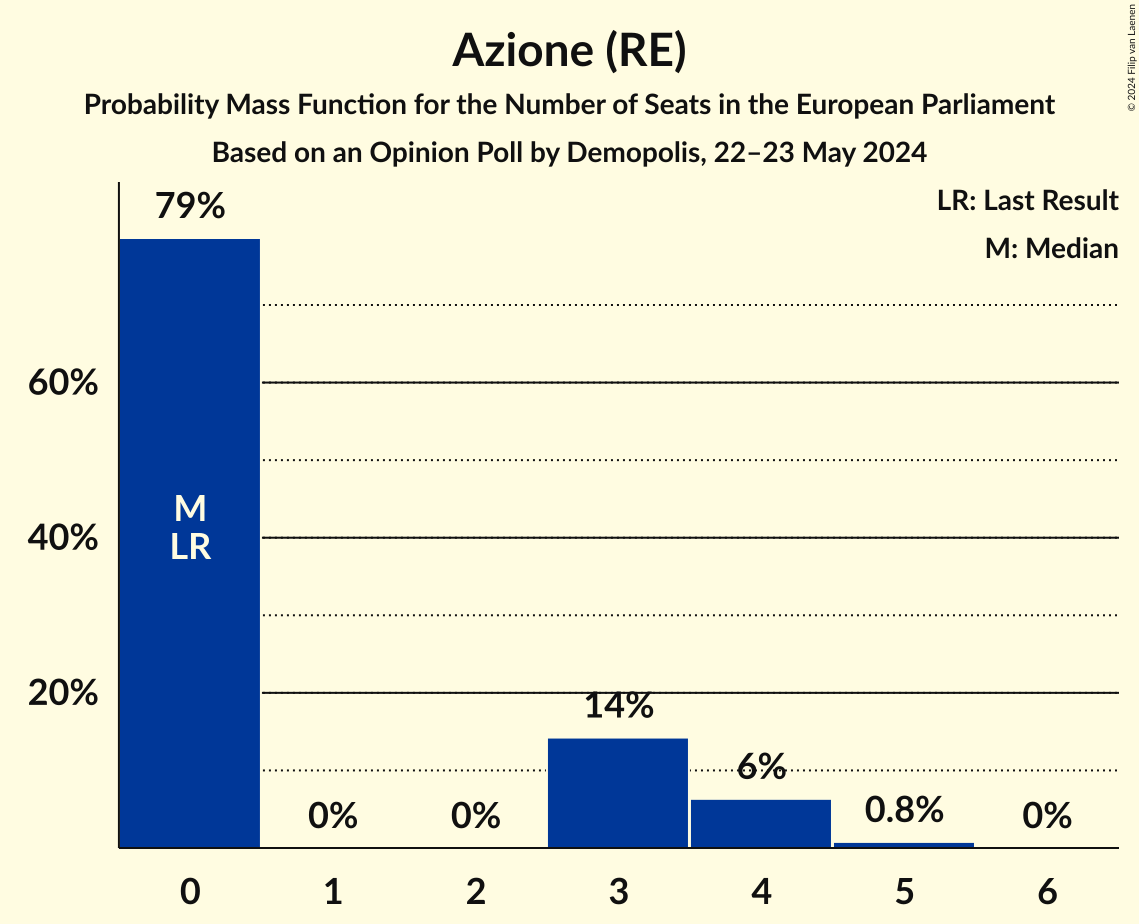 Azione (RE)
Probability Mass Function for the Number of Seats in the European Parliament
Based on an Opinion Poll by Demopolis, 22–23 May 2024
© 2024 Filip van Laenen
LR: Last Result
M: Median
79%
60%
40%
20%
M
LR
0%
0%
14%
6%
0.8%
0%
0
1
2
3
4
5
6